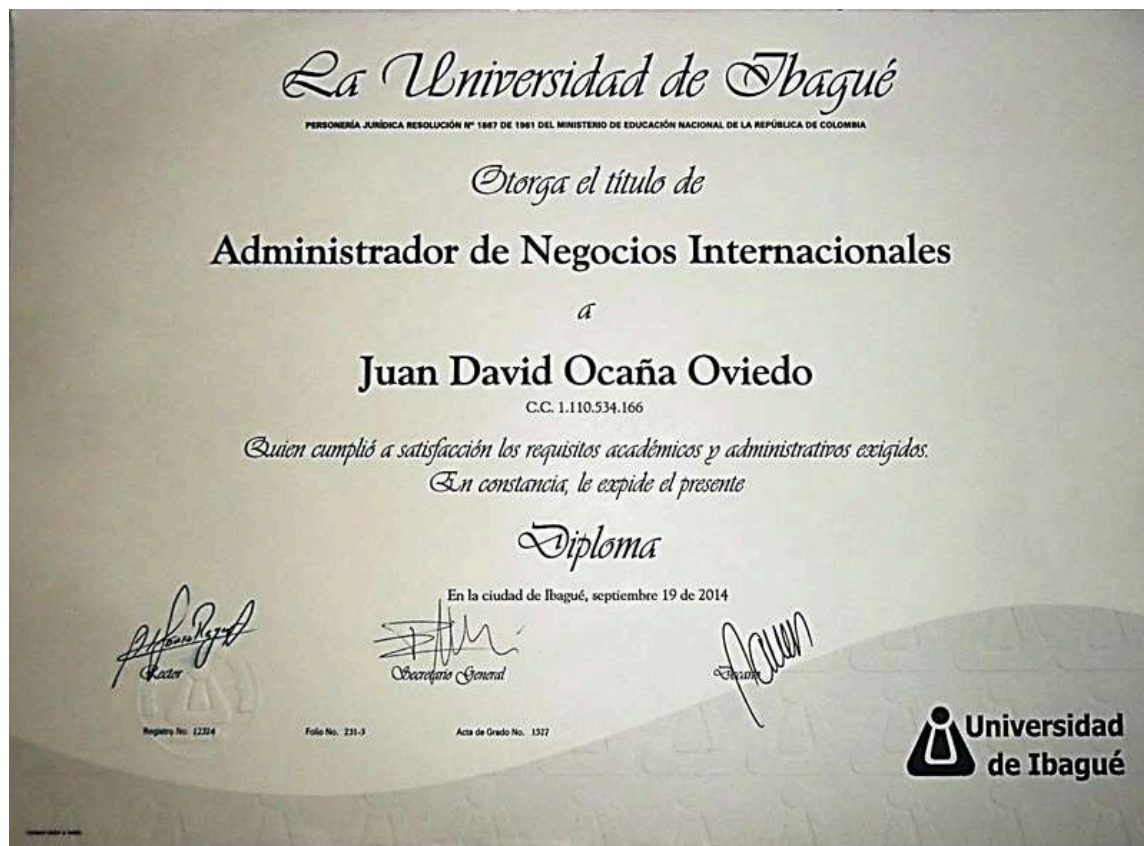 La Universidad de Ibagué
PERSONERÍA JURÍDICA RESOLUCIÓN Nº 1867 DE 1981 DEL MINISTERIO DE EDUCACIÓN NACIONAL DE LA REPÚBLICA DE COLOMBIA
Otorga el título de
Administrador de Negocios Internacionales
a
Juan David Ocaña Oviedo
C.C. 1.110.534.166
Quien cumplió a satisfacción los requisitos académicos y administrativos exigidos.
En constancia, le expide el presente
Diploma
En la ciudad de Ibagué, septiembre 19 de 2014
Rector Secretario General Decano
Registro No. 12324 Folio No. 231-3 Acta de Grado No. 1327
Universidad
de Ibagué